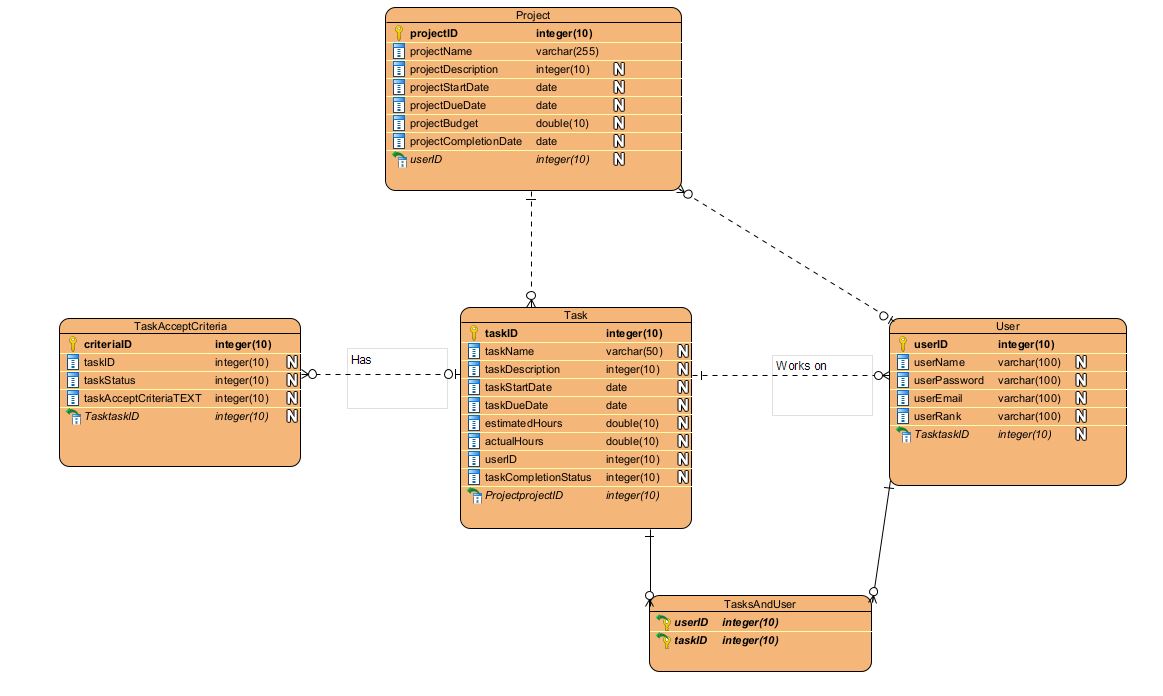 Project
projectID integer(10)
projectName varchar(255)
projectDescription integer(10) N
projectStartDate date N
projectDueDate date N
projectBudget double(10) N
projectCompletionDate date N
userID integer(10) N
TaskAcceptCriteria
criteriaID integer(10)
taskID integer(10) N
taskStatus integer(10) N
taskAcceptCriteriaTEXT integer(10) N
TasktaskID integer(10) N
Has
Task
taskID integer(10)
taskName varchar(50) N
taskDescription integer(10) N
taskStartDate date N
taskDueDate date N
estimatedHours double(10) N
actualHours double(10) N
userID integer(10) N
taskCompletionStatus integer(10) N
ProjectprojectID integer(10)
Works on
User
userID integer(10)
userName varchar(100) N
userPassword varchar(100) N
userEmail varchar(100) N
userRank varchar(100) N
TasktaskID integer(10) N
TasksAndUser
userID integer(10)
taskID integer(10)